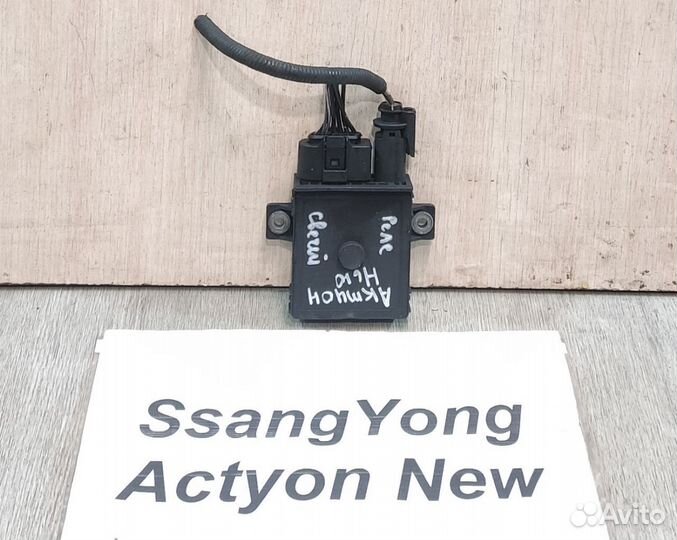 Реле
свечи
Актион
Нью
SsangYong
Actyon New
Avito